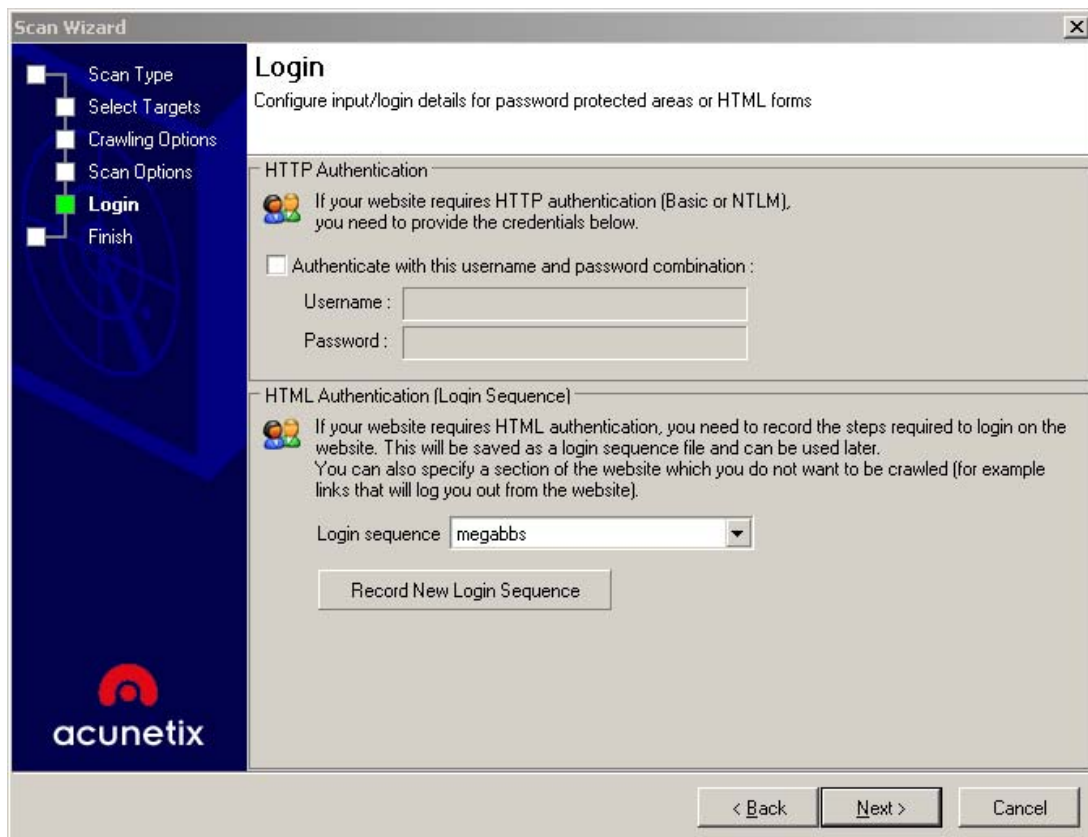 Scan Wizard
Scan Type
Select Targets
Crawling Options
Scan Options
Login
Finish
acunetix
Login
Configure input/login details for password protected areas or HTML forms
HTTP Authentication
If your website requires HTTP authentication (Basic or NTLM),
you need to provide the credentials below.
Authenticate with this username and password combination :
Username :
Password :
HTML Authentication (Login Sequence)
If your website requires HTML authentication, you need to record the steps required to login on the
website. This will be saved as a login sequence file and can be used later.
You can also specify a section of the website which you do not want to be crawled (for example
links that will log you out from the website).
Login sequence megabbs
Record New Login Sequence
< Back Next > Cancel